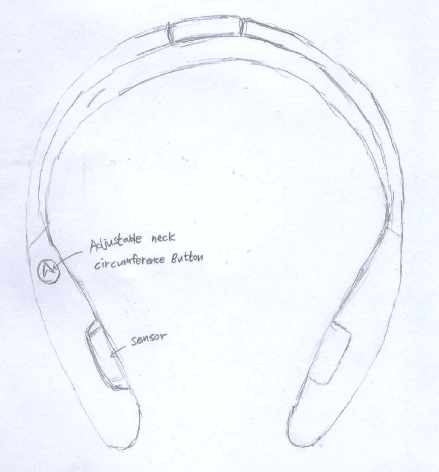 Adjustable neck
circumference Button
sensor